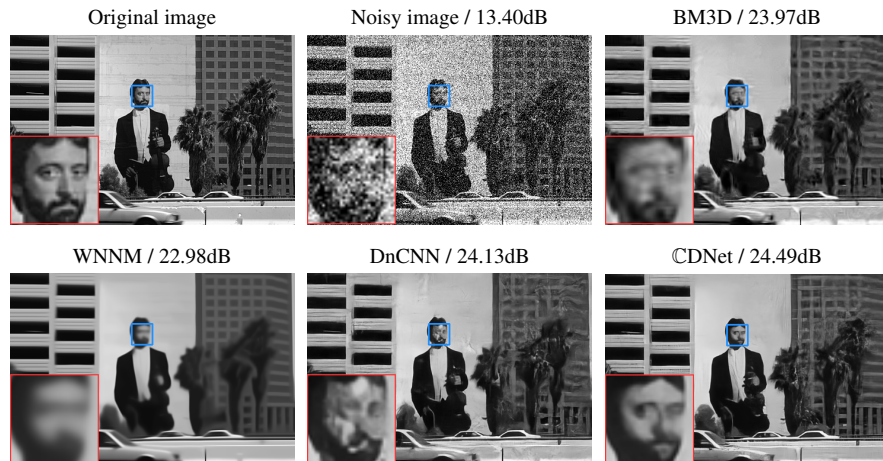 Original image
Noisy image / 13.40dB
BM3D / 23.97dB
WNNM / 22.98dB
DnCNN / 24.13dB
ℂDNet / 24.49dB